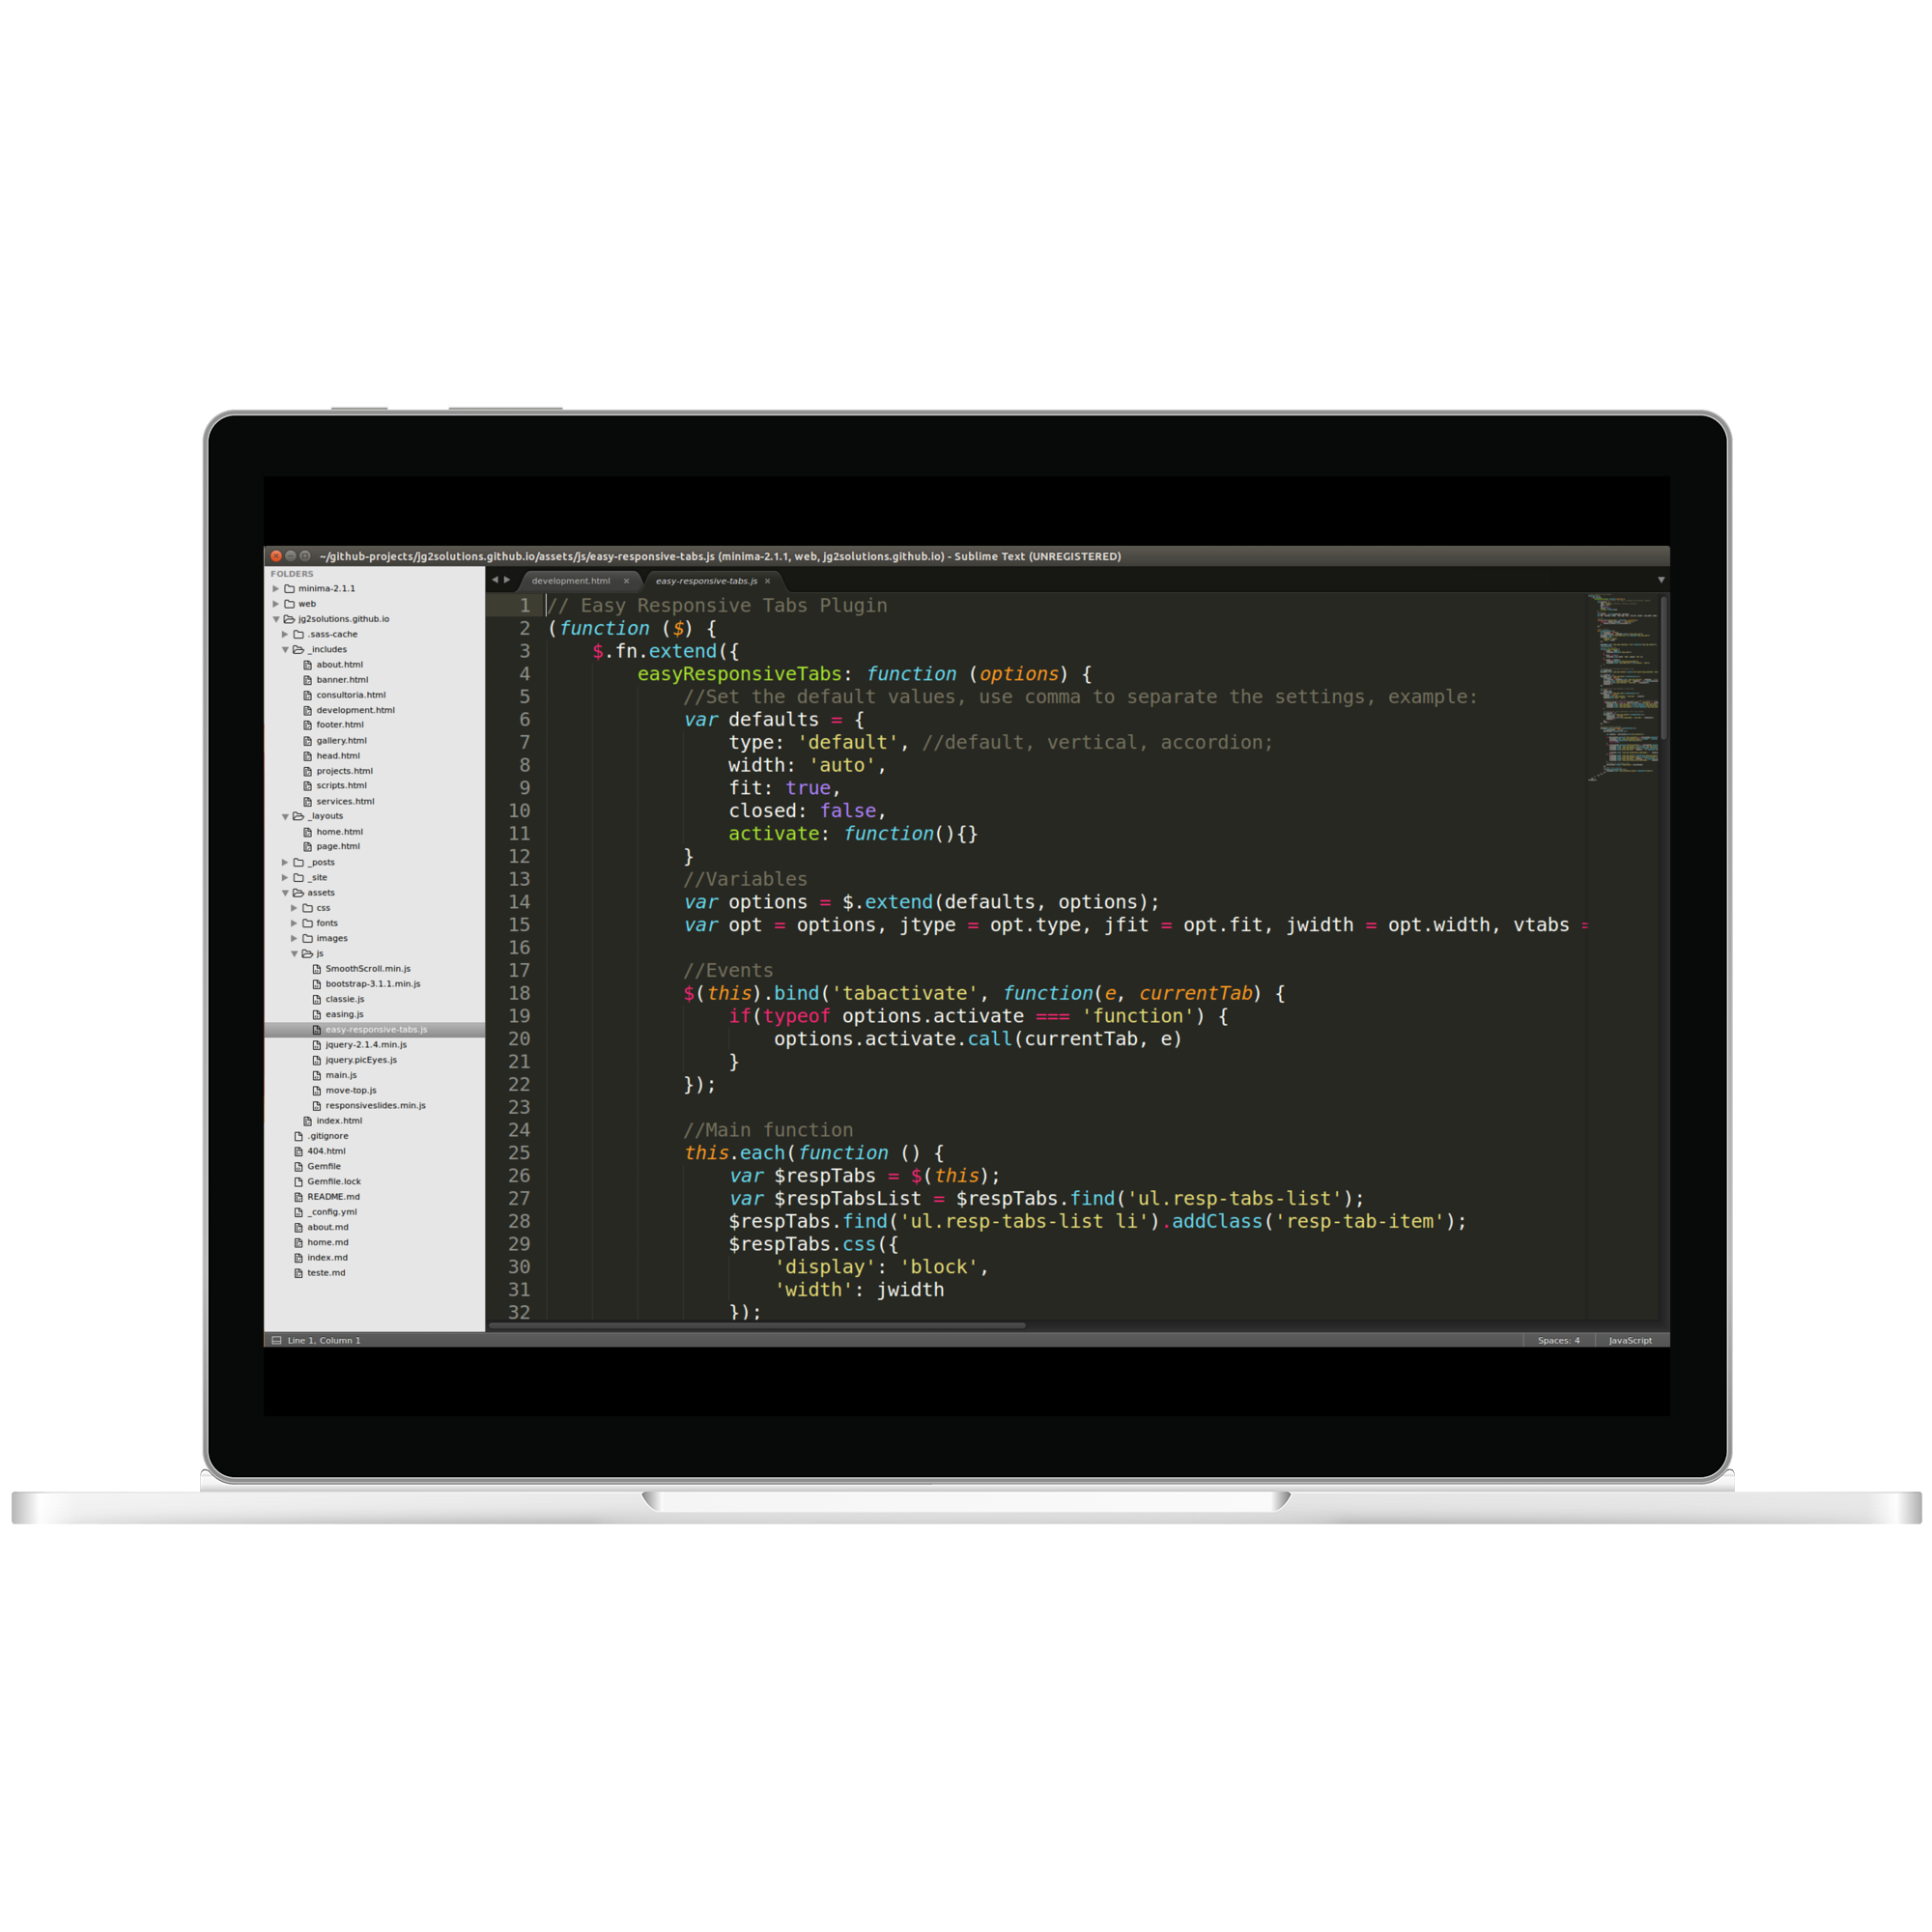 ~/github-projects/jg2solutions.github.io/assets/js/easy-responsive-tabs.js (minima-2.1.1, web, jg2solutions.github.io) - Sublime Text (UNREGISTERED)
FOLDERS
minima-2.1.1
web
jg2solutions.github.io
.sass-cache
_includes
about.html
banner.html
consultoria.html
development.html
footer.html
gallery.html
head.html
projects.html
scripts.html
services.html
_layouts
home.html
page.html
_posts
_site
assets
css
fonts
images
js
SmoothScroll.min.js
bootstrap-3.1.1.min.js
classie.js
easing.js
easy-responsive-tabs.js
jquery-2.1.4.min.js
jquery.picEyes.js
main.js
move-top.js
responsiveslides.min.js
index.html
.gitignore
404.html
Gemfile
Gemfile.lock
README.md
_config.yml
about.md
home.md
index.md
teste.md
development.html × easy-responsive-tabs.js ×
1 // Easy Responsive Tabs Plugin
2 (function ($) {
3     $.fn.extend({
4         easyResponsiveTabs: function (options) {
5             //Set the default values, use comma to separate the settings, example:
6             var defaults = {
7                 type: 'default', //default, vertical, accordion;
8                 width: 'auto',
9                 fit: true,
10                 closed: false,
11                 activate: function(){}
12             }
13             //Variables
14             var options = $.extend(defaults, options);
15             var opt = options, jtype = opt.type, jfit = opt.fit, jwidth = opt.width, vtabs =
16
17             //Events
18             $(this).bind('tabactivate', function(e, currentTab) {
19                 if(typeof options.activate === 'function') {
20                     options.activate.call(currentTab, e)
21                 }
22             });
23
24             //Main function
25             this.each(function () {
26                 var $respTabs = $(this);
27                 var $respTabsList = $respTabs.find('ul.resp-tabs-list');
28                 $respTabs.find('ul.resp-tabs-list li').addClass('resp-tab-item');
29                 $respTabs.css({
30                     'display': 'block',
31                     'width': jwidth
32                 });
Line 1, Column 1
Spaces: 4
JavaScript